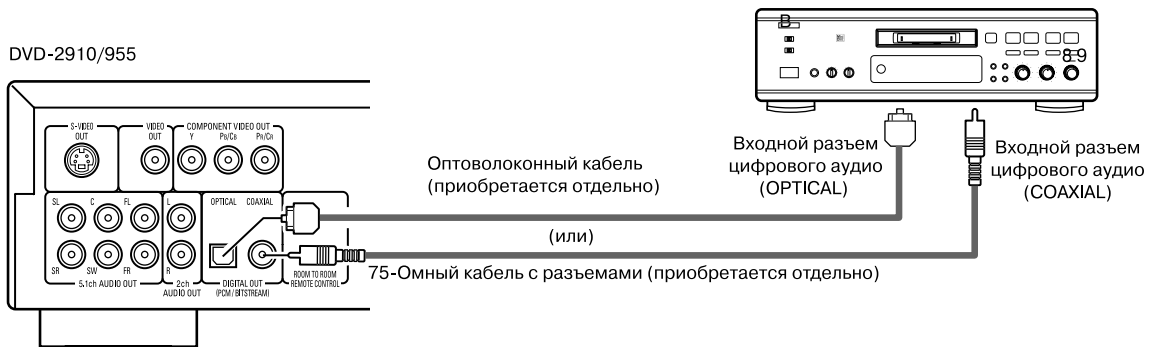 DVD-2910/955
B
8:9
S-VIDEO
OUT
VIDEO
OUT
COMPONENT VIDEO OUT
Y PB/CB PR/CR
SL C FL L OPTICAL COAXIAL
SR SW FR R
5.1ch AUDIO OUT
2ch
AUDIO OUT
DIGITAL OUT
(PCM / BITSTREAM)
ROOM TO ROOM
REMOTE CONTROL
Оптоволоконный кабель
(приобретается отдельно)
(или)
75-Омный кабель с разъемами (приобретается отдельно)
Входной разъем
цифрового аудио
(OPTICAL)
Входной разъем
цифрового аудио
(COAXIAL)